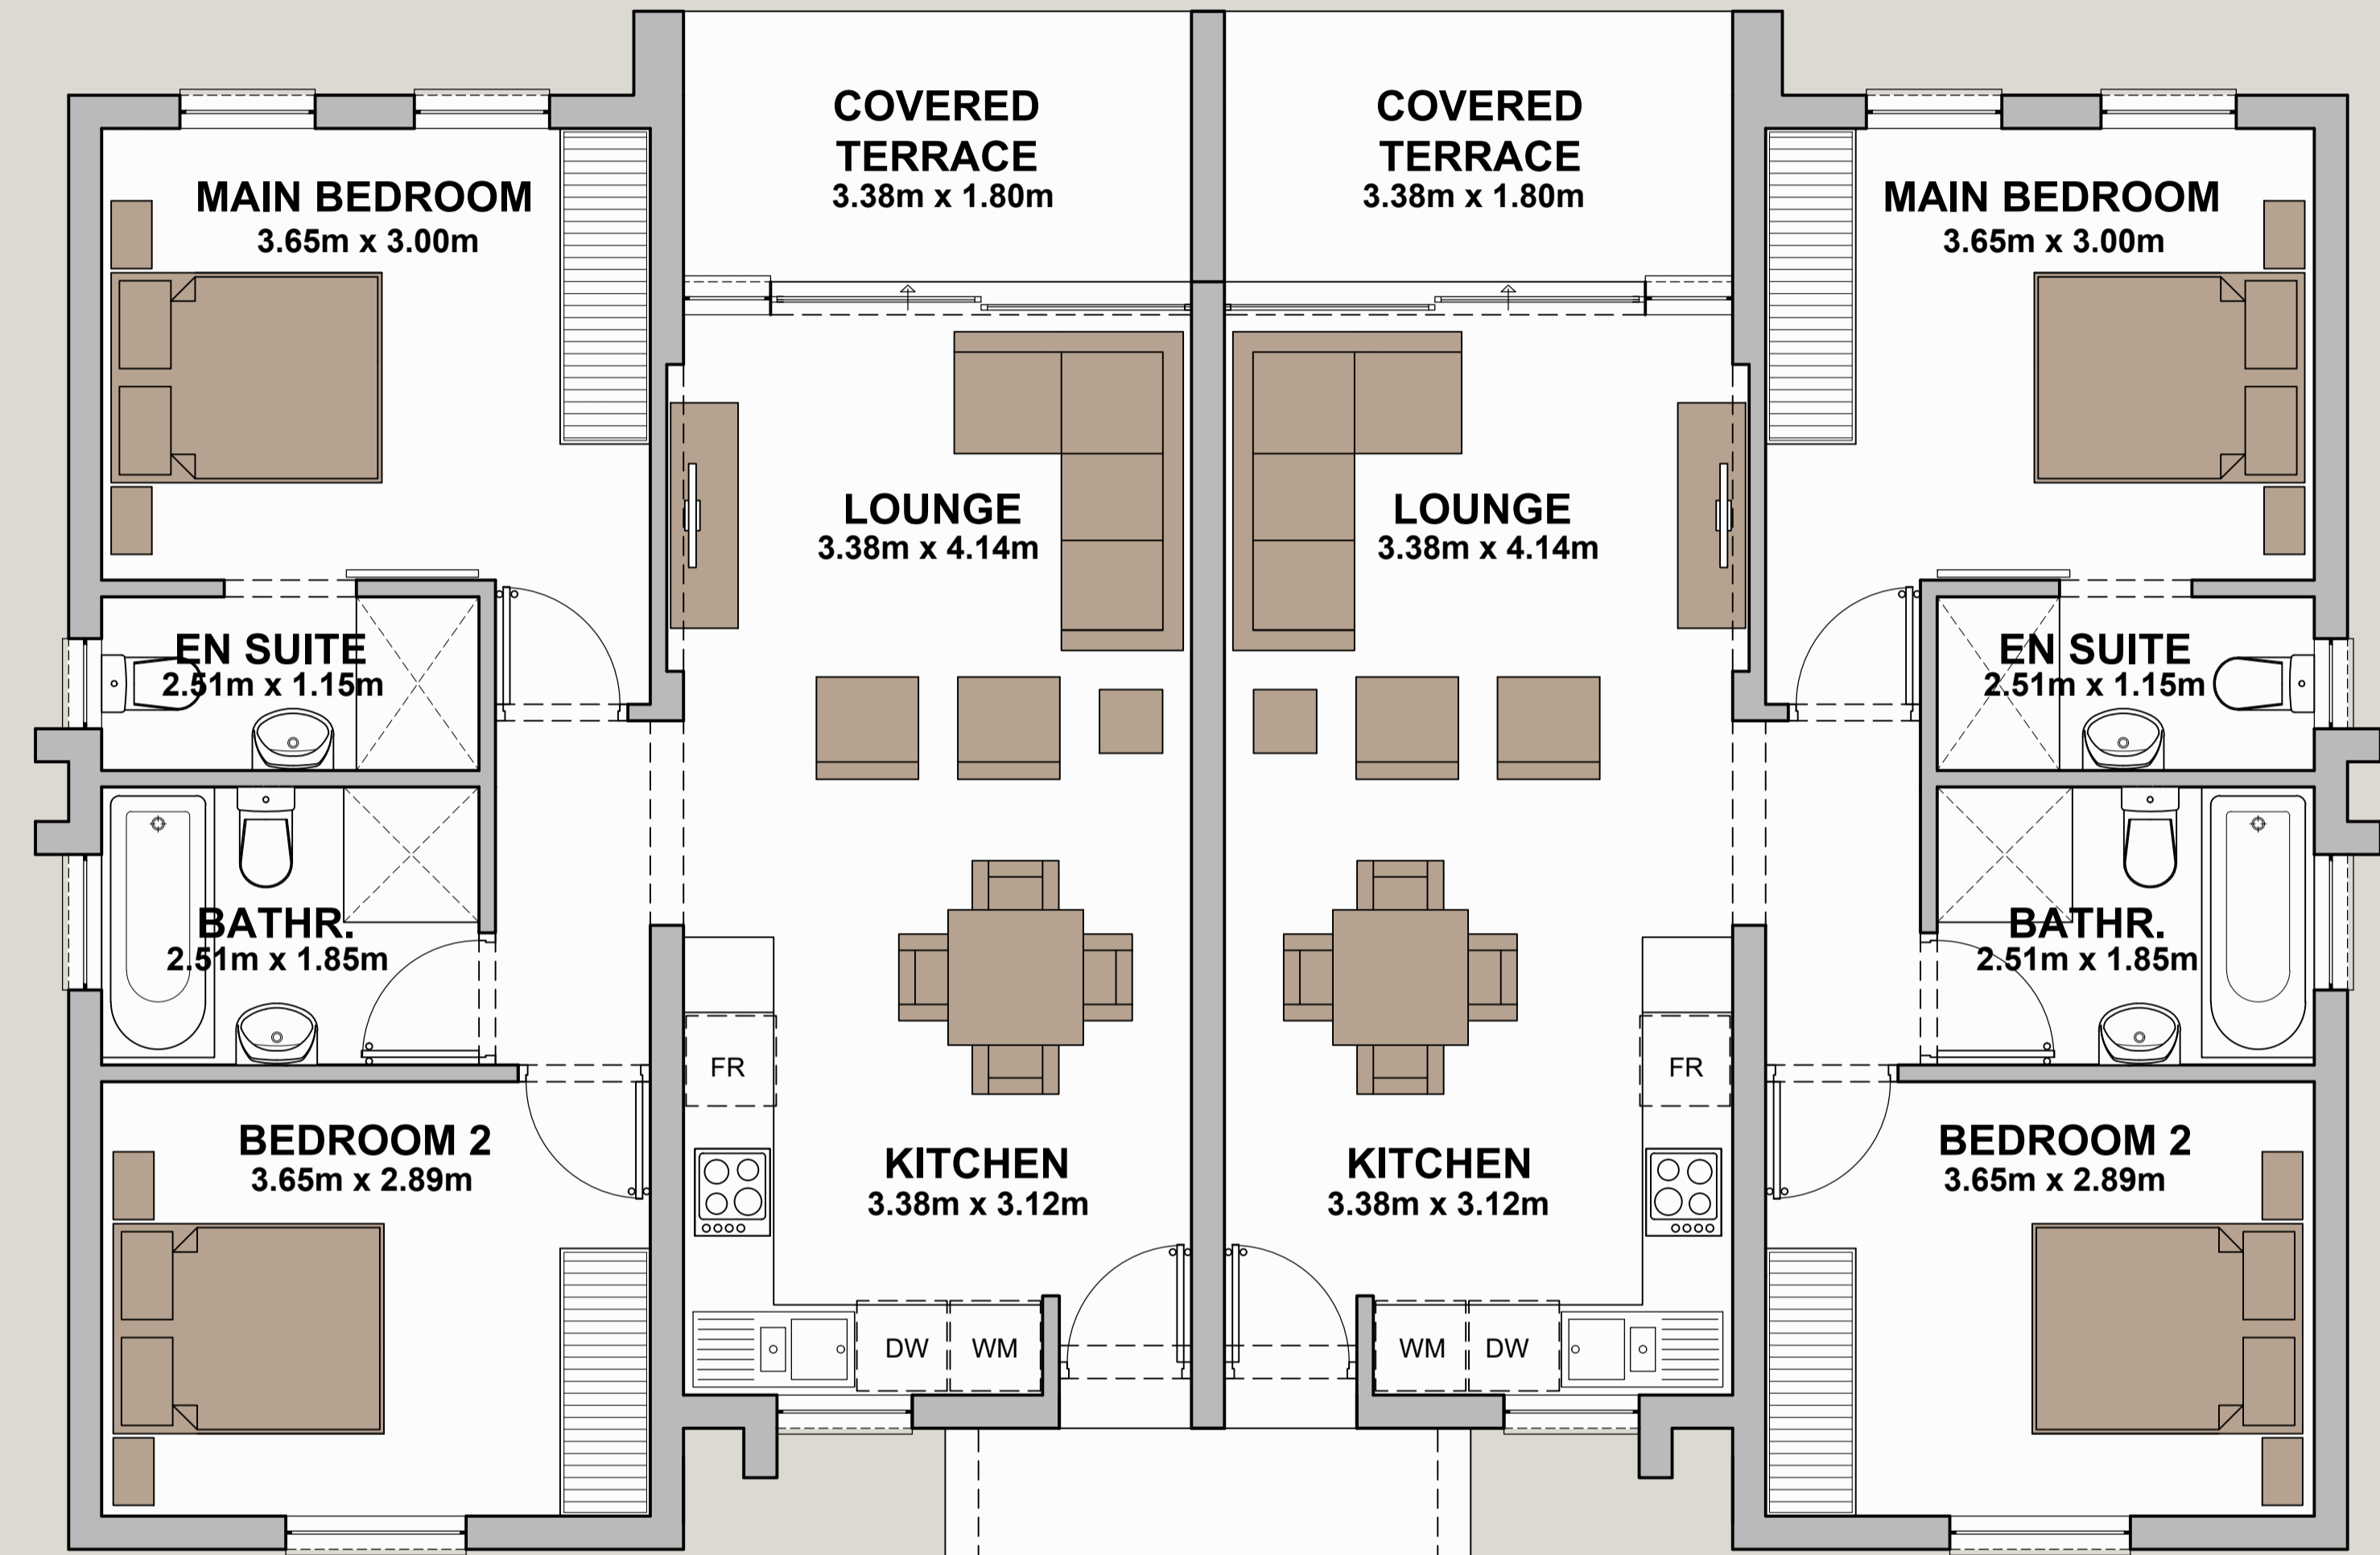 COVERED
TERRACE
3.38m x 1.80m
COVERED
TERRACE
3.38m x 1.80m
MAIN BEDROOM
3.65m x 3.00m
MAIN BEDROOM
3.65m x 3.00m
LOUNGE
3.38m x 4.14m
LOUNGE
3.38m x 4.14m
EN SUITE
2.51m x 1.15m
EN SUITE
2.51m x 1.15m
BATHR.
2.51m x 1.85m
BATHR.
2.51m x 1.85m
FR
FR
BEDROOM 2
3.65m x 2.89m
KITCHEN
3.38m x 3.12m
KITCHEN
3.38m x 3.12m
BEDROOM 2
3.65m x 2.89m
DW WM
WM DW